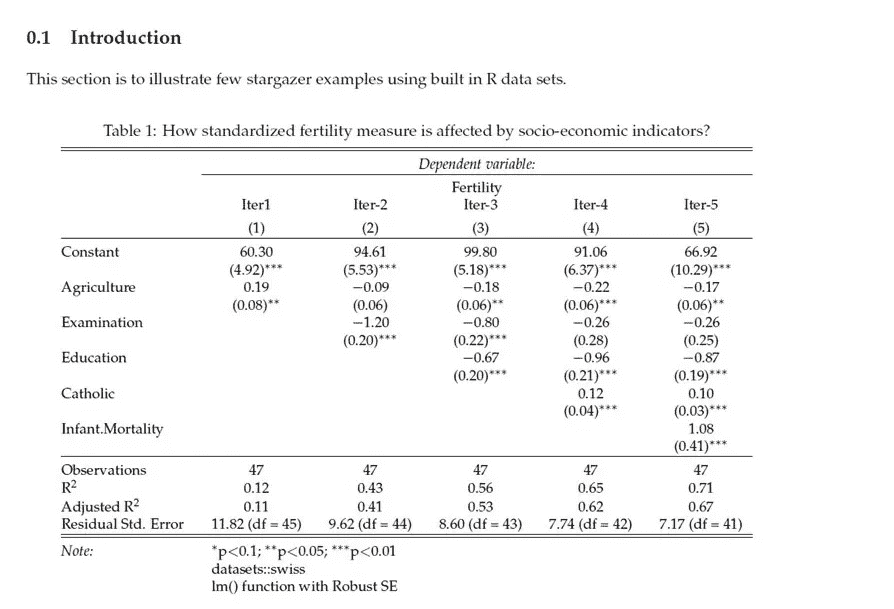 0.1 Introduction
This section is to illustrate few stargazer examples using built in R data sets.
Table 1: How standardized fertility measure is affected by socio-economic indicators?
Dependent variable:
Fertility
Iter1 Iter-2 Iter-3 Iter-4 Iter-5
(1) (2) (3) (4) (5)
Constant 60.30 94.61 99.80 91.06 66.92
(4.92)*** (5.53)*** (5.18)*** (6.37)*** (10.29)***
Agriculture 0.19 −0.09 −0.18 −0.22 −0.17
(0.08)** (0.06) (0.06)** (0.06)*** (0.06)**
Examination −1.20 −0.80 −0.26 −0.26
(0.20)*** (0.22)*** (0.28) (0.25)
Education −0.67 −0.96 −0.87
(0.20)*** (0.21)*** (0.19)***
Catholic 0.12 0.10
(0.04)*** (0.03)***
Infant.Mortality 1.08
(0.41)***
Observations 47 47 47 47 47
R² 0.12 0.43 0.56 0.65 0.71
Adjusted R² 0.11 0.41 0.53 0.62 0.67
Residual Std. Error 11.82 (df = 45) 9.62 (df = 44) 8.60 (df = 43) 7.74 (df = 42) 7.17 (df = 41)
Note: *p<0.1; **p<0.05; ***p<0.01
datasets::swiss
lm() function with Robust SE